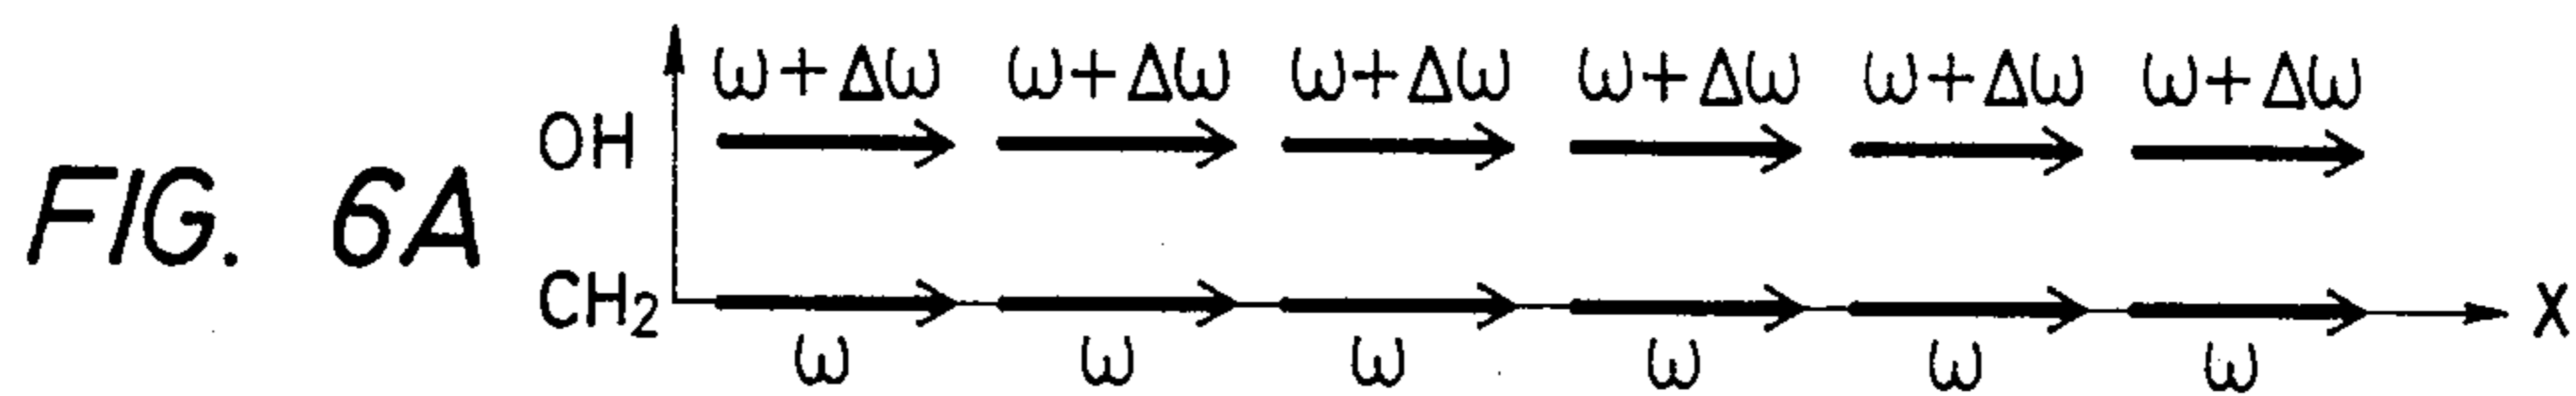 ω+Δω ω+Δω ω+Δω ω+Δω ω+Δω ω+Δω
OH
FIG. 6A
CH₂ X
ω ω ω ω ω ω